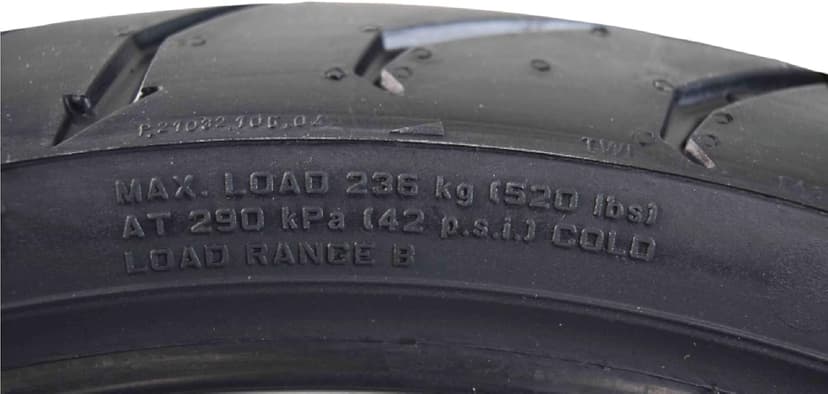 TWI
MAX. LOAD 236 kg (520 lbs)
AT 290 kPa (42 p.s.i.) COLD
LOAD RANGE B